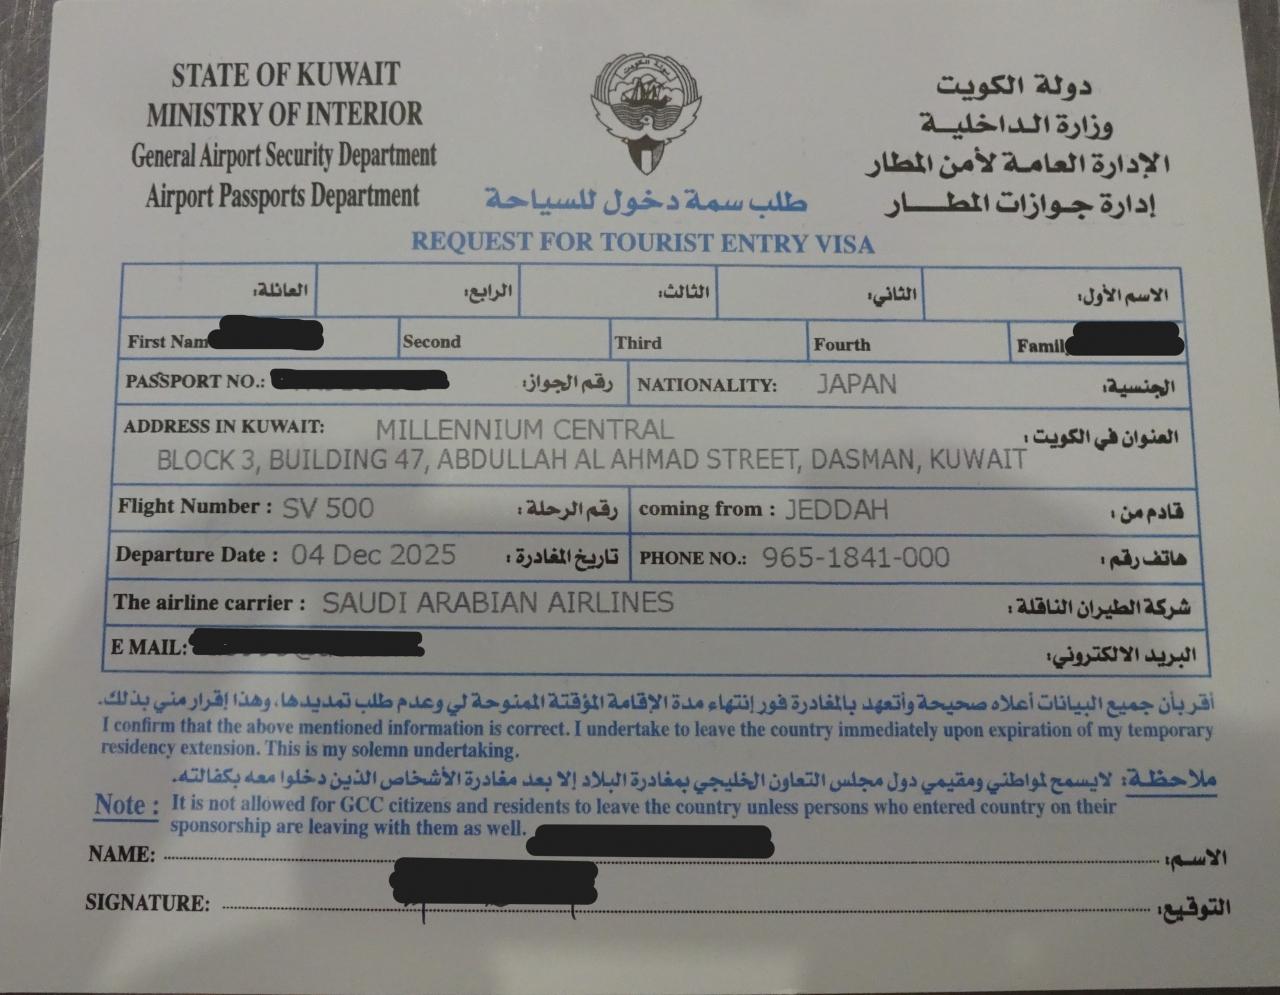 STATE OF KUWAIT
MINISTRY OF INTERIOR
General Airport Security Department
Airport Passports Department
دولة الكويت
وزارة الداخلية
الإدارة العامة لأمن المطار
إدارة جوازات المطار
طلب سمة دخول للسياحة
REQUEST FOR TOURIST ENTRY VISA
الاسم الأول: الثاني: الثالث: الرابع: العائلة:
First Nam Second Third Fourth Famil
PASSPORT NO.: رقم الجواز: NATIONALITY: JAPAN الجنسية:
ADDRESS IN KUWAIT: MILLENNIUM CENTRAL العنوان في الكويت:
BLOCK 3, BUILDING 47, ABDULLAH AL AHMAD STREET, DASMAN, KUWAIT
Flight Number : SV 500 رقم الرحلة: coming from : JEDDAH قادم من:
Departure Date : 04 Dec 2025 تاريخ المغادرة: PHONE NO.: 965-1841-000 هاتف رقم:
The airline carrier : SAUDI ARABIAN AIRLINES شركة الطيران الناقلة:
E MAIL: البريد الالكتروني:
أقر بأن جميع البيانات أعلاه صحيحة وأتعهد بالمغادرة فور إنتهاء مدة الإقامة المؤقتة الممنوحة لي وعدم طلب تمديدها، وهذا إقرار مني بذلك.
I confirm that the above mentioned information is correct. I undertake to leave the country immediately upon expiration of my temporary
residency extension. This is my solemn undertaking.
ملاحظة: لايسمح لمواطني ومقيمي دول مجلس التعاون الخليجي بمغادرة البلاد إلا بعد مغادرة الأشخاص الذين دخلوا معه بكفالته.
Note : It is not allowed for GCC citizens and residents to leave the country unless persons who entered country on their
sponsorship are leaving with them as well.
NAME: الاسم:
SIGNATURE: التوقيع: